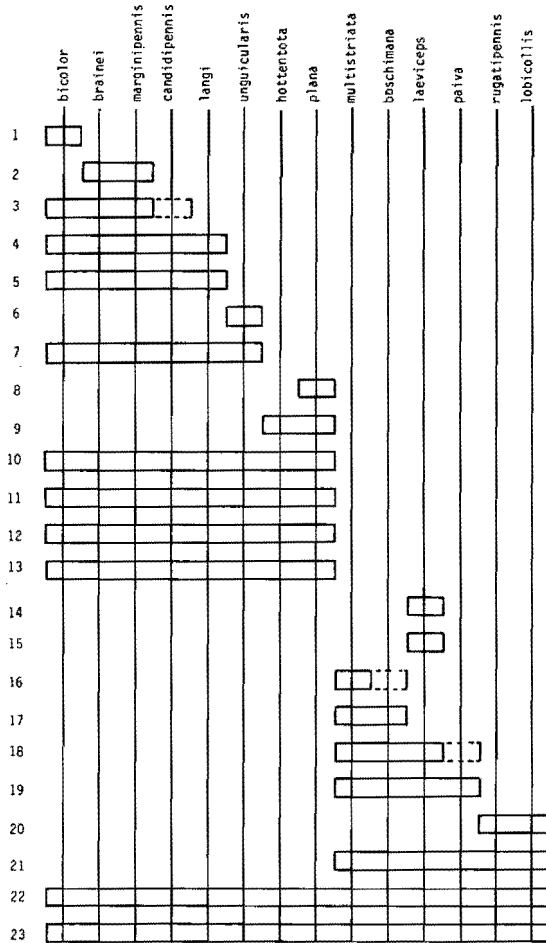 bicolor
brainei
marginipennis
candidipennis
langi
unguicularis
hottentota
plana
multistriata
boschimana
laeviceps
paiva
rugatipennis
lobicollis
1
2
3
4
5
6
7
8
9
10
11
12
13
14
15
16
17
18
19
20
21
22
23